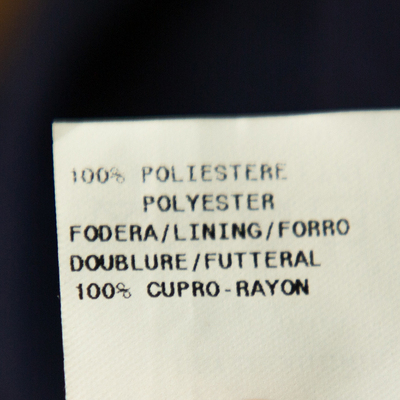 100% POLIESTERE
POLYESTER
FODERA/LINING/FORRO
DOUBLURE/FUTTERAL
100% CUPRO-RAYON